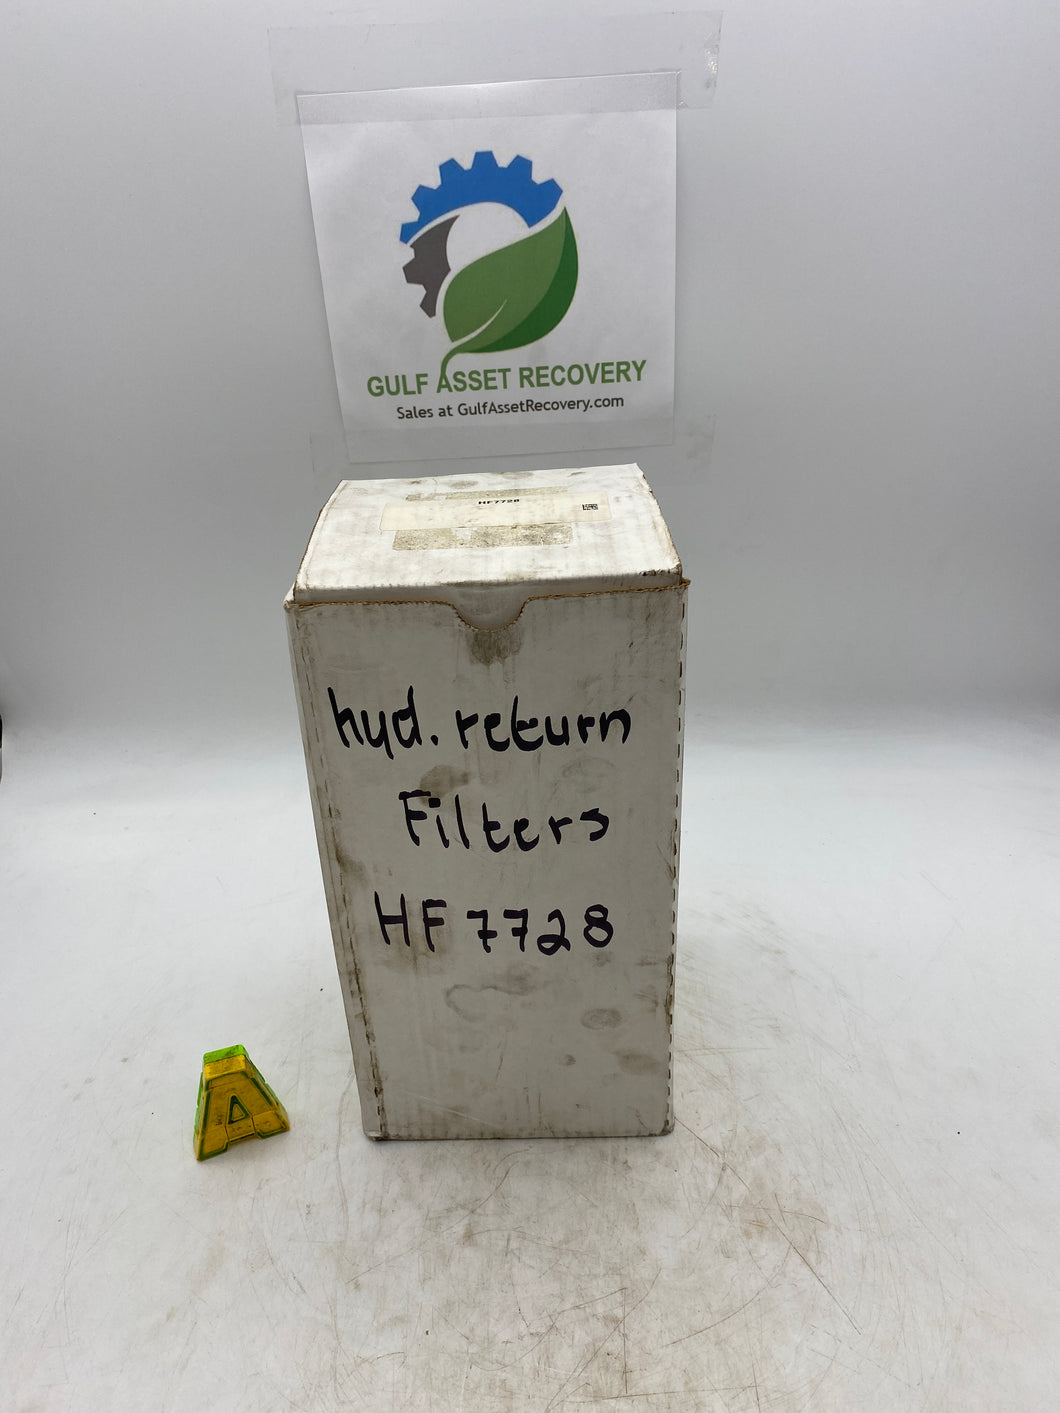 GULF ASSET RECOVERY
Sales at GulfAssetRecovery.com
HF7728
hyd. return
Filters
HF 7728
A